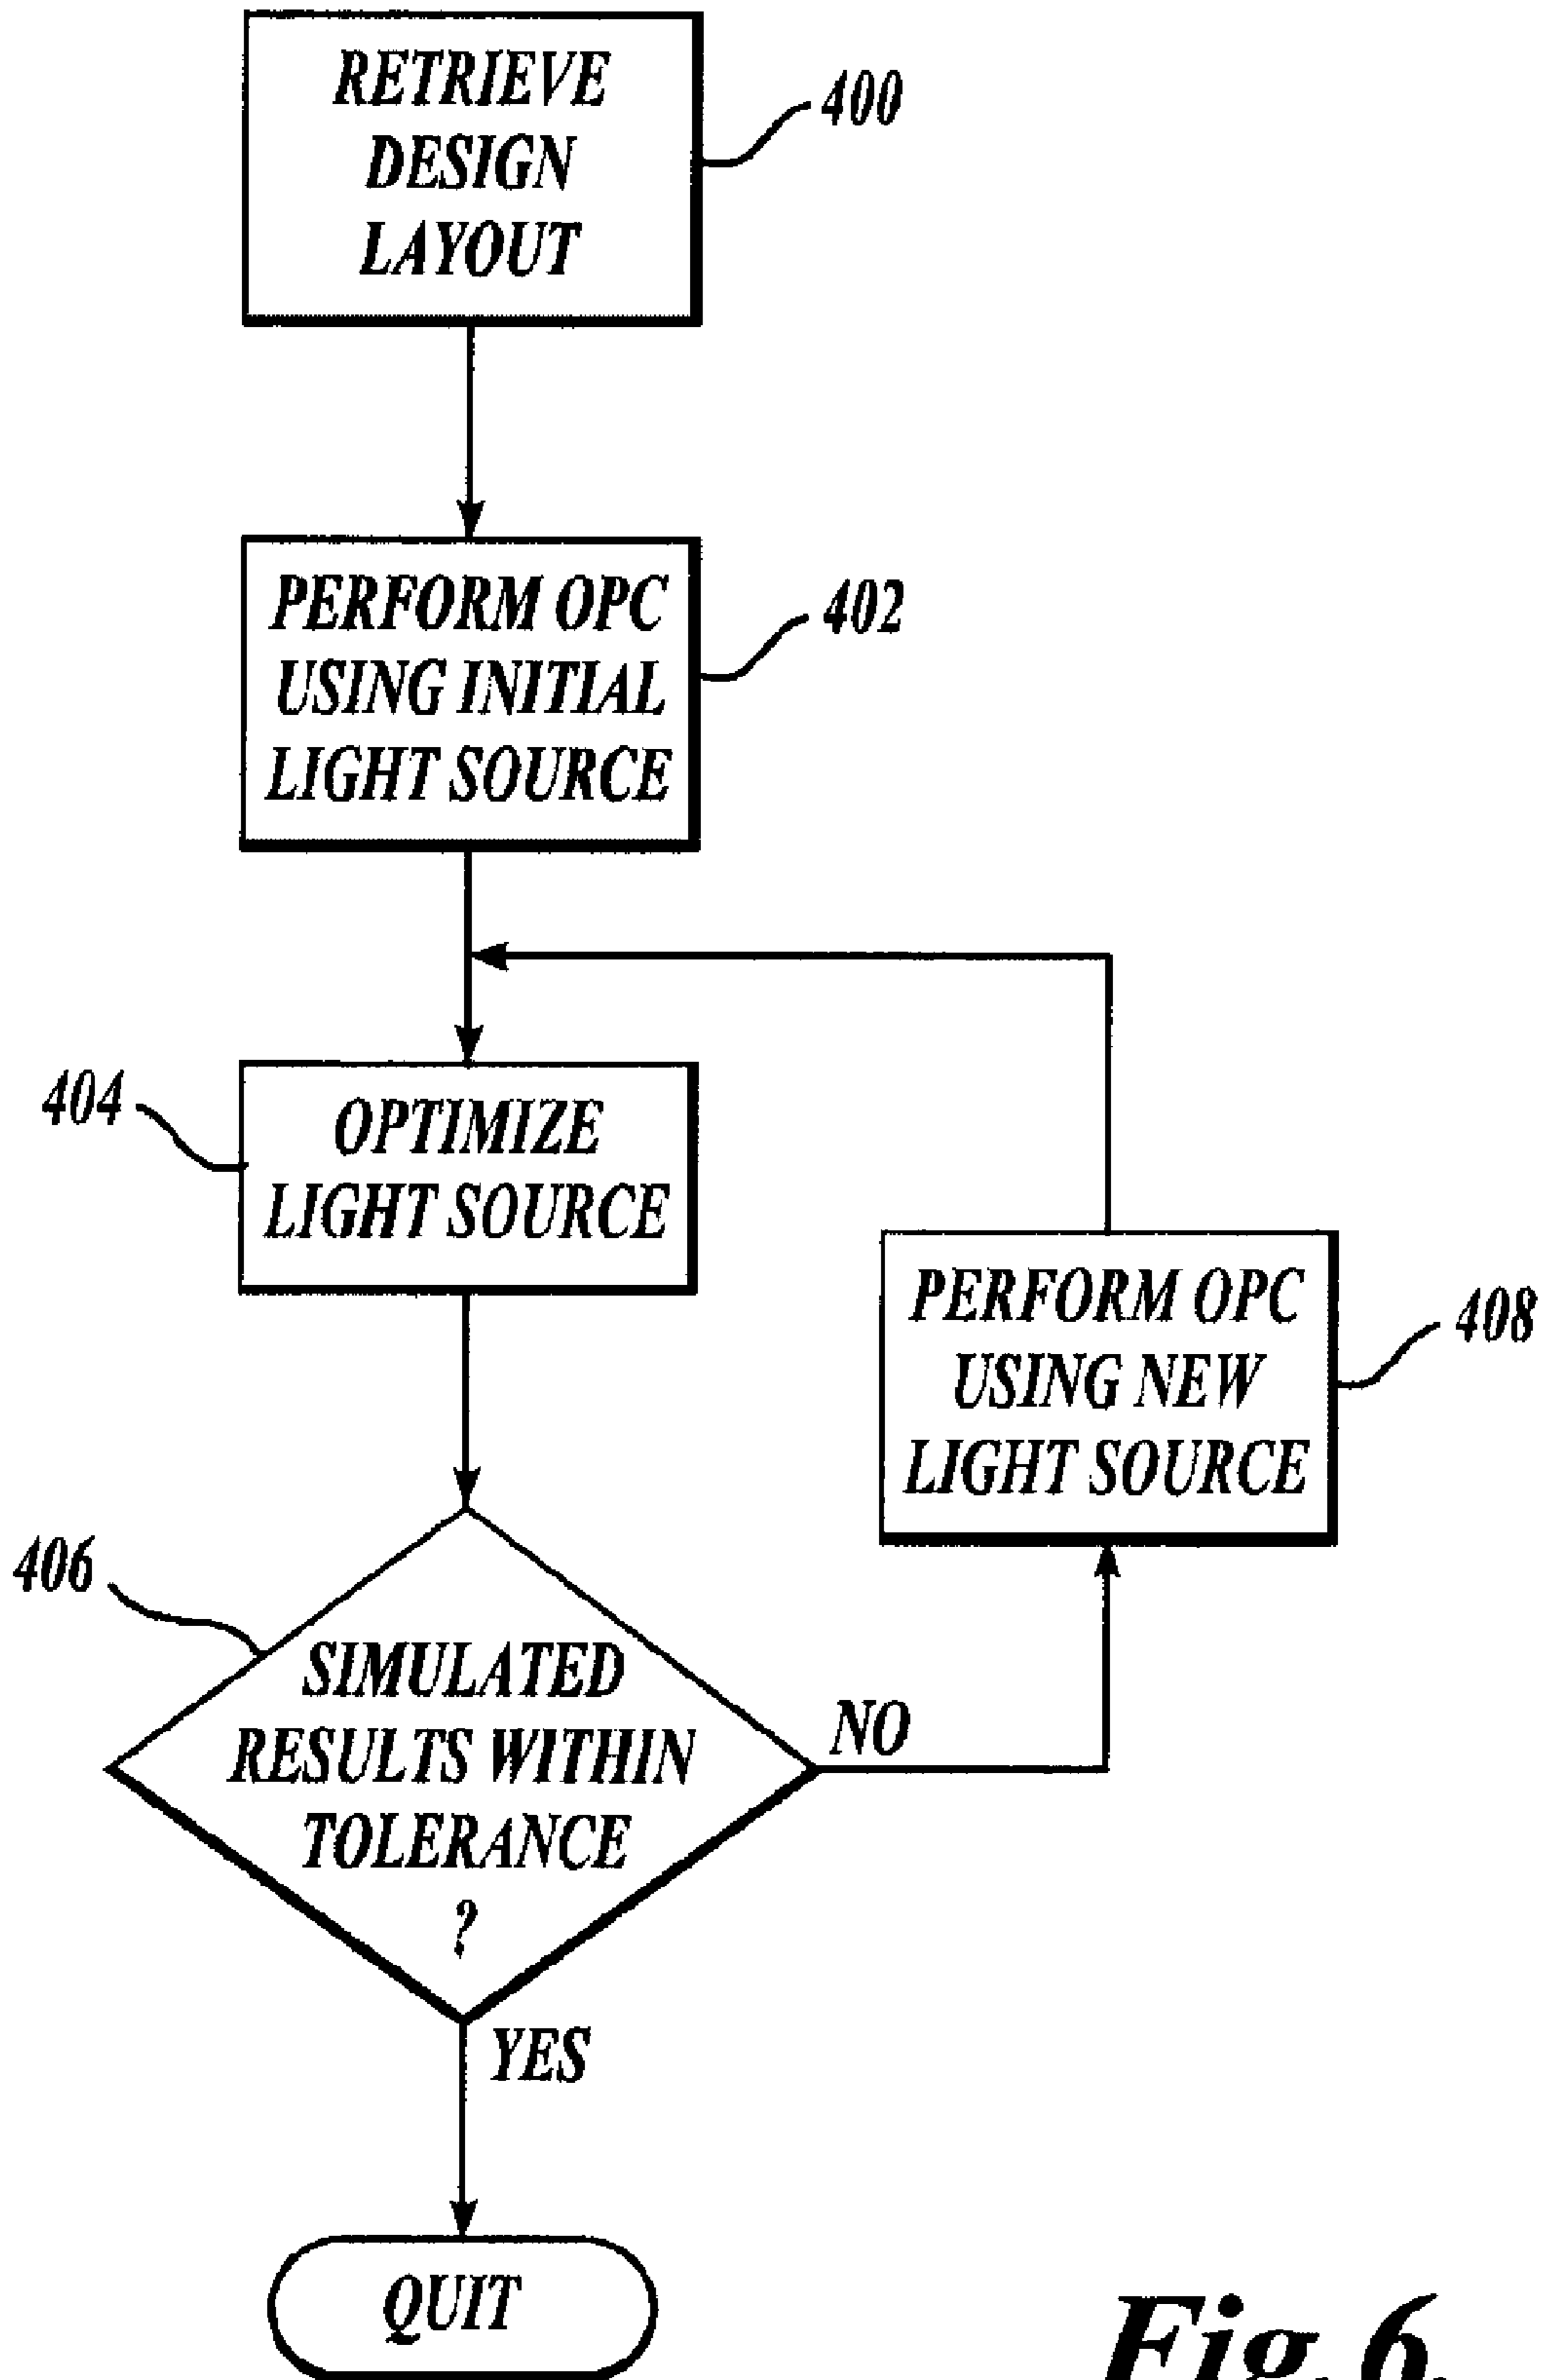 RETRIEVE
DESIGN
LAYOUT
400
PERFORM OPC
USING INITIAL
LIGHT SOURCE
402
404
OPTIMIZE
LIGHT SOURCE
PERFORM OPC
USING NEW
LIGHT SOURCE
408
406
SIMULATED
RESULTS WITHIN
TOLERANCE
?
NO
YES
QUIT
Fig.6.